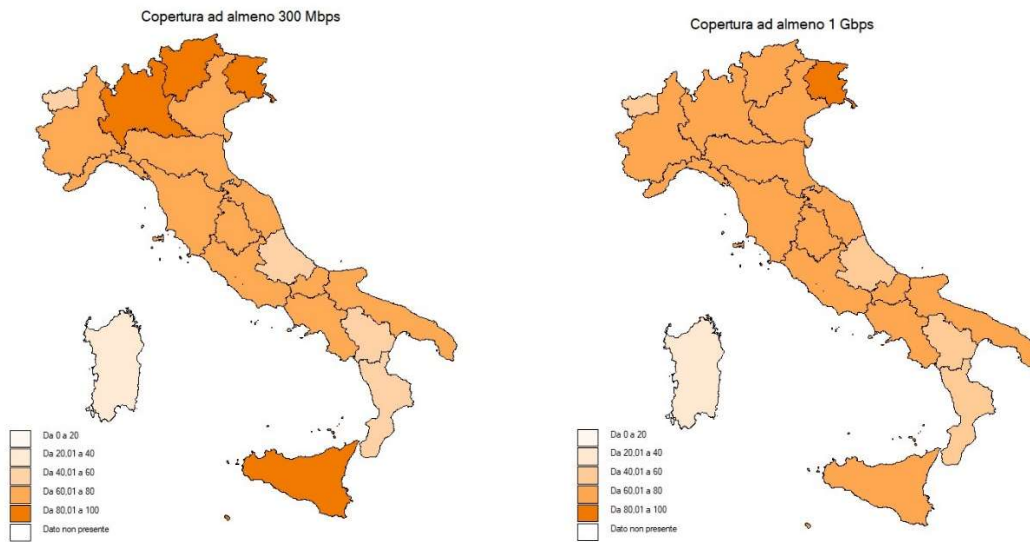 Copertura ad almeno 300 Mbps
Da 0 a 20
Da 20,01 a 40
Da 40,01 a 60
Da 60,01 a 80
Da 80,01 a 100
Dato non presente
Copertura ad almeno 1 Gbps
Da 0 a 20
Da 20,01 a 40
Da 40,01 a 60
Da 60,01 a 80
Da 80,01 a 100
Dato non presente